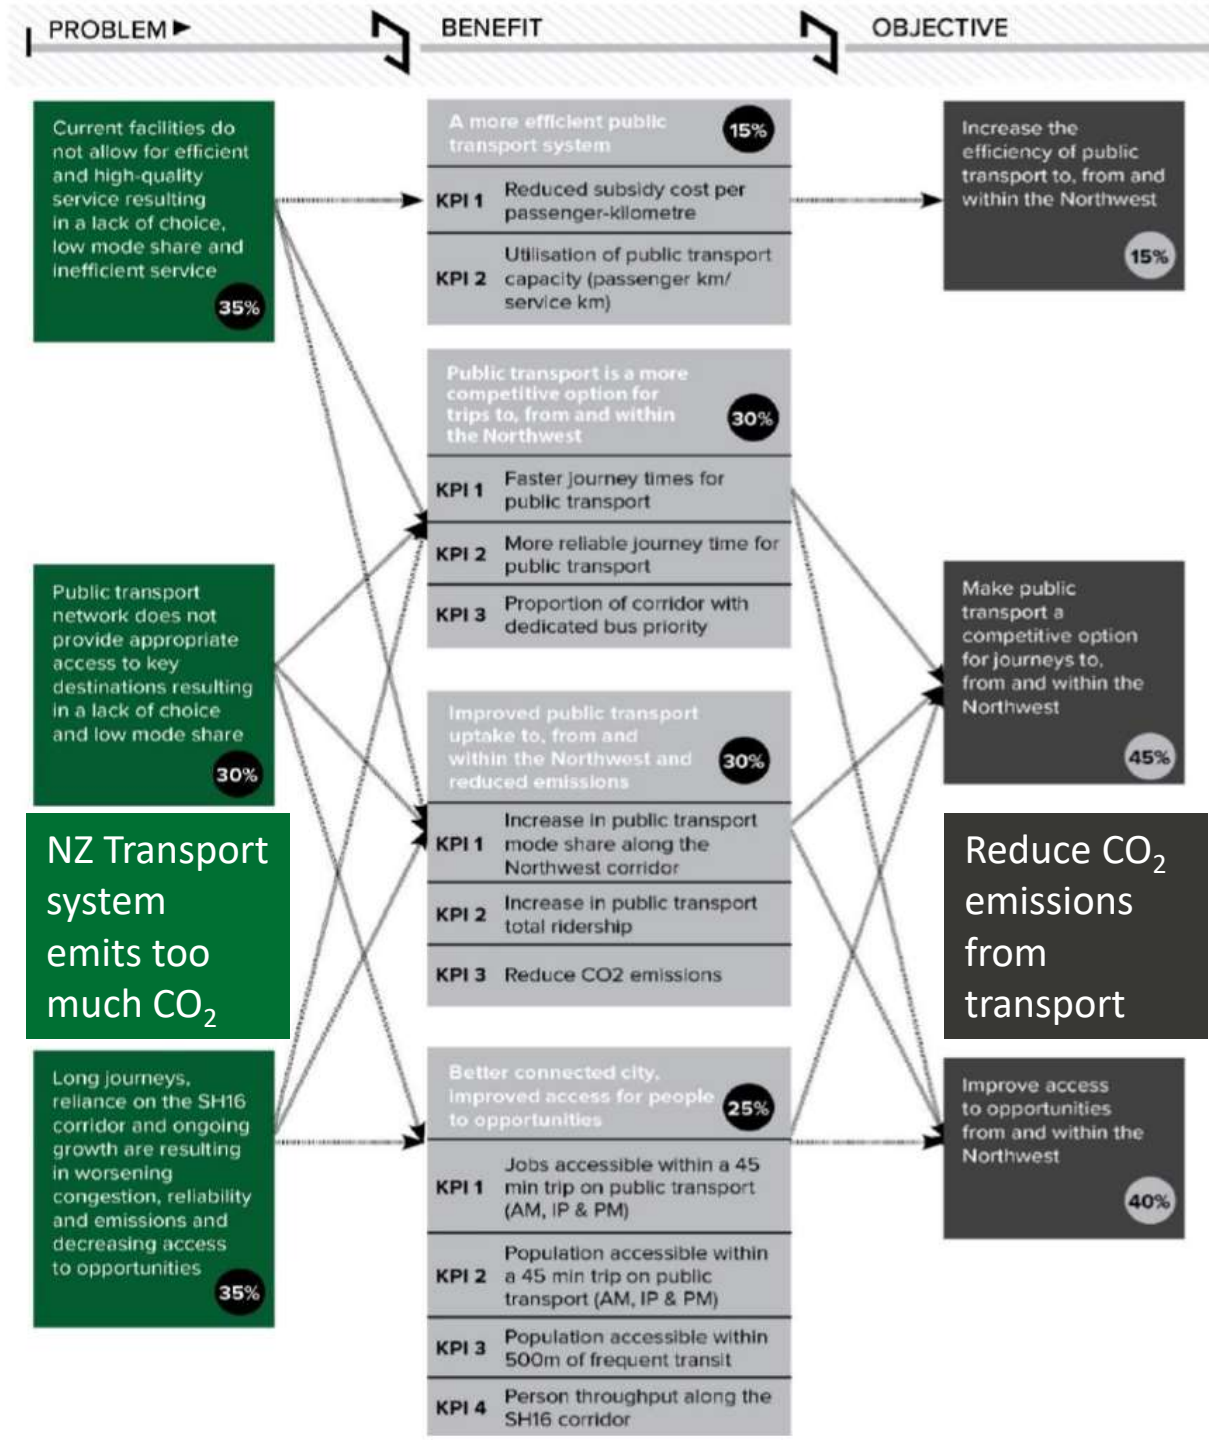 PROBLEM►
BENEFIT
OBJECTIVE
Current facilities do
not allow for efficient
and high-quality
service resulting
in a lack of choice,
low mode share and
inefficient service
35%
Public transport
network does not
provide appropriate
access to key
destinations resulting
in a lack of choice
and low mode share
30%
NZ Transport
system
emits too
much CO₂
Long journeys,
reliance on the SH16
corridor and ongoing
growth are resulting
in worsening
congestion, reliability
and emissions and
decreasing access
to opportunities
35%
A more efficient public
transport system
15%
KPI 1 Reduced subsidy cost per
passenger-kilometre
KPI 2 Utilisation of public transport
capacity (passenger km/
service km)
Public transport is a more
competitive option for
trips to, from and within
the Northwest
30%
KPI 1 Faster journey times for
public transport
KPI 2 More reliable journey time for
public transport
KPI 3 Proportion of corridor with
dedicated bus priority
Improved public transport
uptake to, from and
within the Northwest and
reduced emissions
30%
KPI 1 Increase in public transport
mode share along the
Northwest corridor
KPI 2 Increase in public transport
total ridership
KPI 3 Reduce CO2 emissions
Better connected city,
improved access for people
to opportunities
25%
KPI 1 Jobs accessible within a 45
min trip on public transport
(AM, IP & PM)
KPI 2 Population accessible within
a 45 min trip on public
transport (AM, IP & PM)
KPI 3 Population accessible within
500m of frequent transit
KPI 4 Person throughput along the
SH16 corridor
Increase the
efficiency of public
transport to, from and
within the Northwest
15%
Make public
transport a
competitive option
for journeys to,
from and within the
Northwest
45%
Reduce CO₂
emissions
from
transport
Improve access
to opportunities
from and within the
Northwest
40%